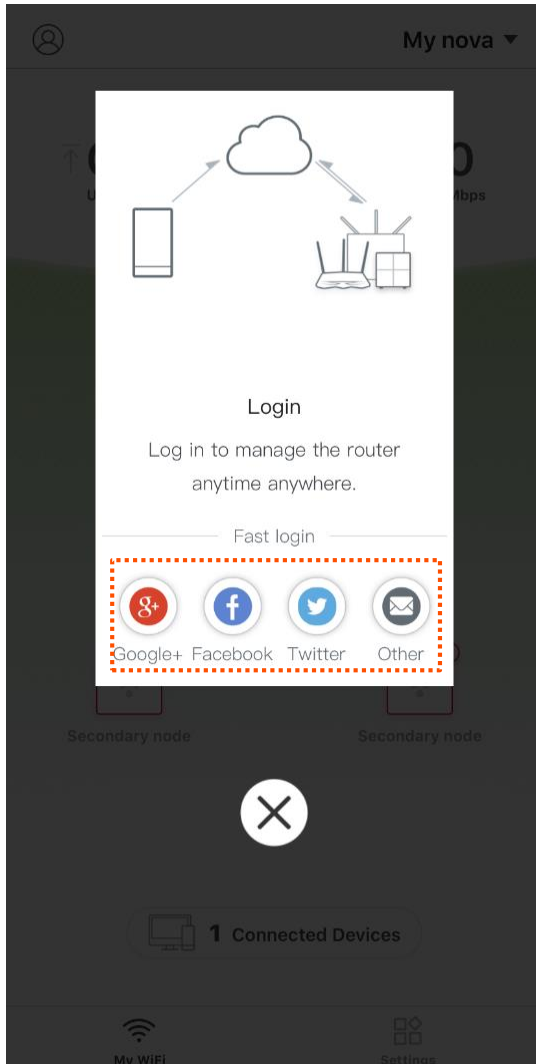 My nova
Mbps
Login
Log in to manage the router
anytime anywhere.
Fast login
Google+ Facebook Twitter Other
Secondary node Secondary node
1 Connected Devices
My WiFi Settings